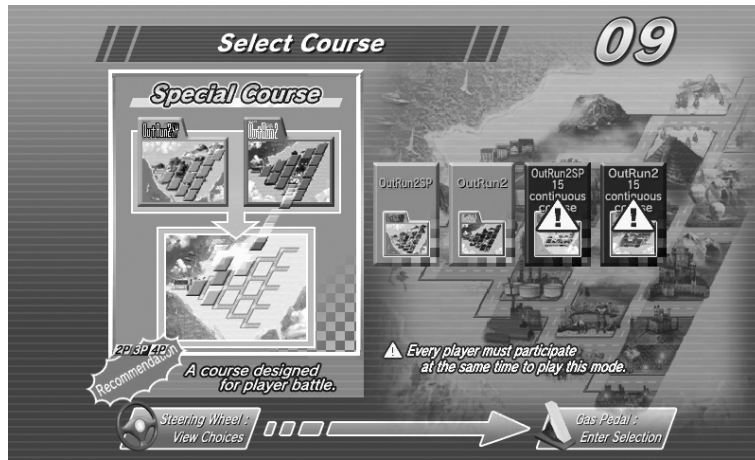 Select Course
09
Special Course
OutRun2SP
OutRun2
OutRun2SP
OutRun2
OutRun2SP
15
continuous
course
OutRun2
15
continuous
course
2P 3P 4P
Recommendation
A course designed
for player battle.
Every player must participate
at the same time to play this mode.
Steering Wheel :
View Choices
Gas Pedal :
Enter Selection